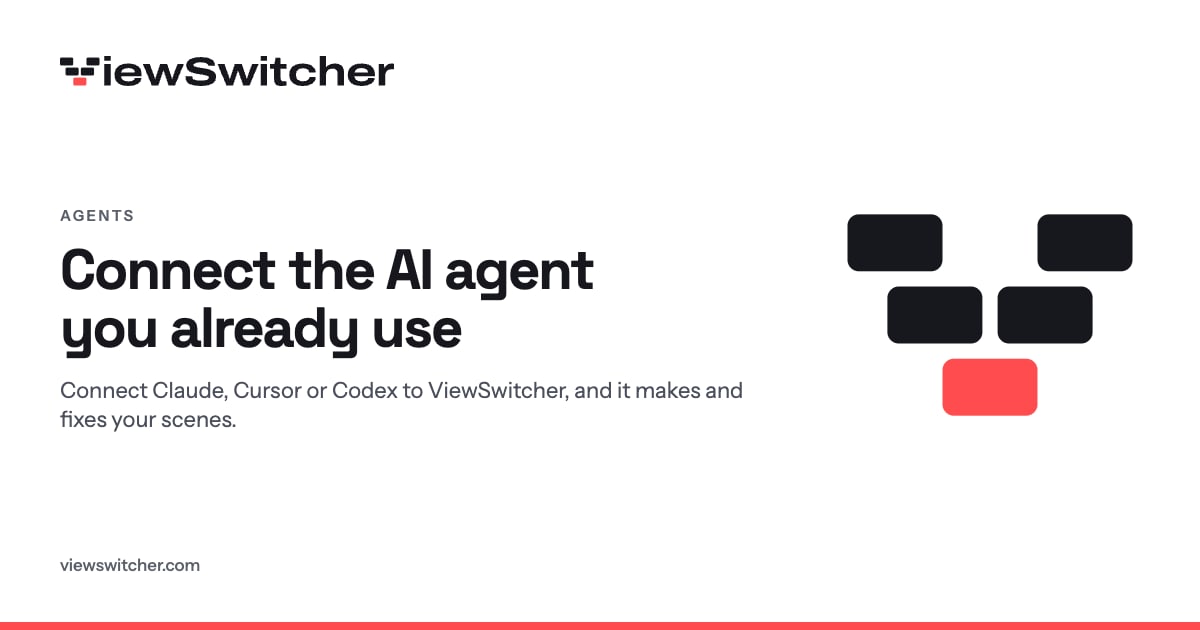 ViewSwitcher
AGENTS
Connect the AI agent
you already use
Connect Claude, Cursor or Codex to ViewSwitcher, and it makes and
fixes your scenes.
viewswitcher.com